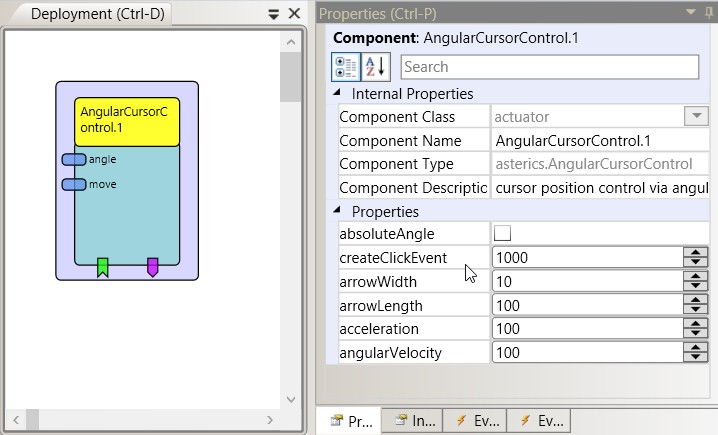 Deployment (Ctrl-D)
AngularCursorC
ontrol.1
angle
move
Properties (Ctrl-P)
Component: AngularCursorControl.1
A
Z
Search
Internal Properties
Component Class actuator
Component Name AngularCursorControl.1
Component Type asterics.AngularCursorControl
Component Descriptic cursor position control via angul
Properties
absoluteAngle
createClickEvent 1000
arrowWidth 10
arrowLength 100
acceleration 100
angularVelocity 100
Pr... In... Ev... Ev...